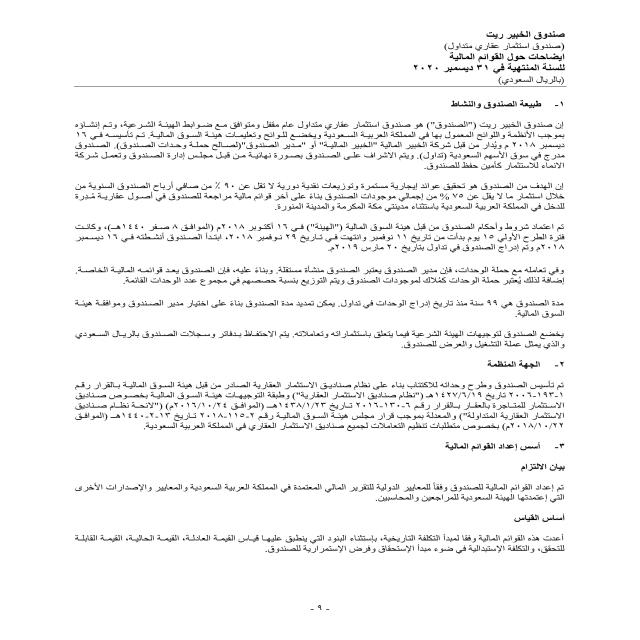 صندوق الخبير ريت
(صندوق استثمار عقاري متداول)
إيضاحات حول القوائم المالية
للسنة المنتهية في ٣١ ديسمبر ٢٠٢٠
(بالريال السعودي)
١- طبيعة الصندوق والنشاط
إن صندوق الخبير ريت ("الصندوق") هو صندوق استثمار عقاري متداول عام مقفل ومتوافق مع ضوابط الهيئة الشرعية، وتم إنشاؤه
بموجب الأنظمة واللوائح المعمول بها في المملكة العربية السعودية ويخضع للوائح وتعليمات هيئة السوق المالية. تم تأسيسه في ١٦
ديسمبر ٢٠١٨ م ويُدار من قبل شركة الخبير المالية "الخبير المالية" أو "مدير الصندوق"(لصالح حملة وحدات الصندوق). الصندوق
مدرج في سوق الأسهم السعودية (تداول). ويتم الاشراف على الصندوق بصورة نهائية من قبل مجلس إدارة الصندوق وتعمل شركة
الانماء للاستثمار كأمين حفظ للصندوق.
إن الهدف من الصندوق هو تحقيق عوائد إيجارية مستمرة وتوزيعات نقدية دورية لا تقل عن ٩٠ ٪ من صافي أرباح الصندوق السنوية من
خلال استثمار ما لا يقل عن ٧٥ ٪ من إجمالي موجودات الصندوق بناءً على آخر قوائم مالية مراجعة للصندوق في أصول عقارية مُدِرة
للدخل في المملكة العربية السعودية باستثناء مدينتي مكة المكرمة والمدينة المنورة.
تم اعتماد شروط وأحكام الصندوق من قبل هيئة السوق المالية ("الهيئة") في ١٦ أكتوبر ٢٠١٨م (الموافق ٨ صفر ١٤٤٠هـ)، وكانت
فترة الطرح الأولي ١٥ يوم بدأت من تاريخ ١١ نوفمبر وانتهت في تاريخ ٢٩ نوفمبر ٢٠١٨، ابتدأ الصندوق أنشطته في ١٦ ديسمبر
٢٠١٨م وتم إدراج الصندوق في تداول بتاريخ ٢٠ مارس ٢٠١٩م.
وفي تعامله مع حملة الوحدات، فإن مدير الصندوق يعتبر الصندوق منشأة مستقلة. وبناءً عليه، فإن الصندوق يعد قوائمه المالية الخاصة.
إضافة لذلك يُعتبر حملة الوحدات كمُلاك لموجودات الصندوق ويتم التوزيع بنسبة حصصهم في مجموع عدد الوحدات القائمة.
مدة الصندوق هي ٩٩ سنة منذ تاريخ إدراج الوحدات في تداول. يمكن تمديد مدة الصندوق بناءً على اختيار مدير الصندوق وموافقة هيئة
السوق المالية.
يخضع الصندوق لتوجيهات الهيئة الشرعية فيما يتعلق باستثماراته وتعاملاته. يتم الاحتفاظ بدفاتر وسجلات الصندوق بالريال السعودي
والذي يمثل عملة التشغيل والعرض للصندوق.
٢- الجهة المنظمة
تم تأسيس الصندوق وطرح وحداته للاكتتاب بناء على نظام صناديق الاستثمار العقارية الصادر من قبل هيئة السوق المالية بالقرار رقم
١-١٩٣-٢٠٠٦ تاريخ ١٤٢٧/٦/١٩هـ ("نظام صناديق الاستثمار العقارية") وطبقة التوجيهات هيئة السوق المالية بخصوص صناديق
الاستثمار للمتاجرة بالعقار بالقرار رقم ٦-١٣٠-٢٠١٦ تاريخ ١٤٣٨/١/٢٣هـ (الموافق ٢٠١٦/١٠/٢٤م) ("لائحة نظام صناديق
الاستثمار العقارية المتداولة") والمعدلة بموجب قرار مجلس هيئة السوق المالية رقم ٢-١١٥-٢٠١٨ تاريخ ١٣-٢-١٤٤٠هـ (الموافق
٢٠١٨/١٠/٢٢م) بخصوص متطلبات تنظيم التعاملات لجميع صناديق الاستثمار العقاري في المملكة العربية السعودية.
٣- أسس إعداد القوائم المالية
بيان الالتزام
تم إعداد القوائم المالية للصندوق وفقاً للمعايير الدولية للتقرير المالي المعتمدة في المملكة العربية السعودية والمعايير والإصدارات الأخرى
التي إعتمدتها الهيئة السعودية للمراجعين والمحاسبين.
أساس القياس
أعدت هذه القوائم المالية وفقا لمبدأ التكلفة التاريخية، بإستثناء البنود التي ينطبق عليها قياس القيمة العادلة، القيمة الحالية، القيمة القابلة
للتحقق، والتكلفة الإستبدالية في ضوء مبدأ الإستحقاق وفرض الإستمرارية للصندوق.
- ٩ -